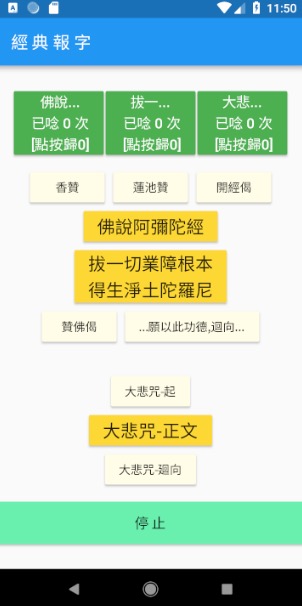 11:50
經典報字
佛說... 拔一... 大悲...
已唸 0 次 已唸 0 次 已唸 0 次
[點按歸0] [點按歸0] [點按歸0]
香贊 蓮池贊 開經偈
佛說阿彌陀經
拔一切業障根本
得生淨土陀羅尼
贊佛偈 ...願以此功德,迴向...
大悲咒-起
大悲咒-正文
大悲咒-迴向
停止